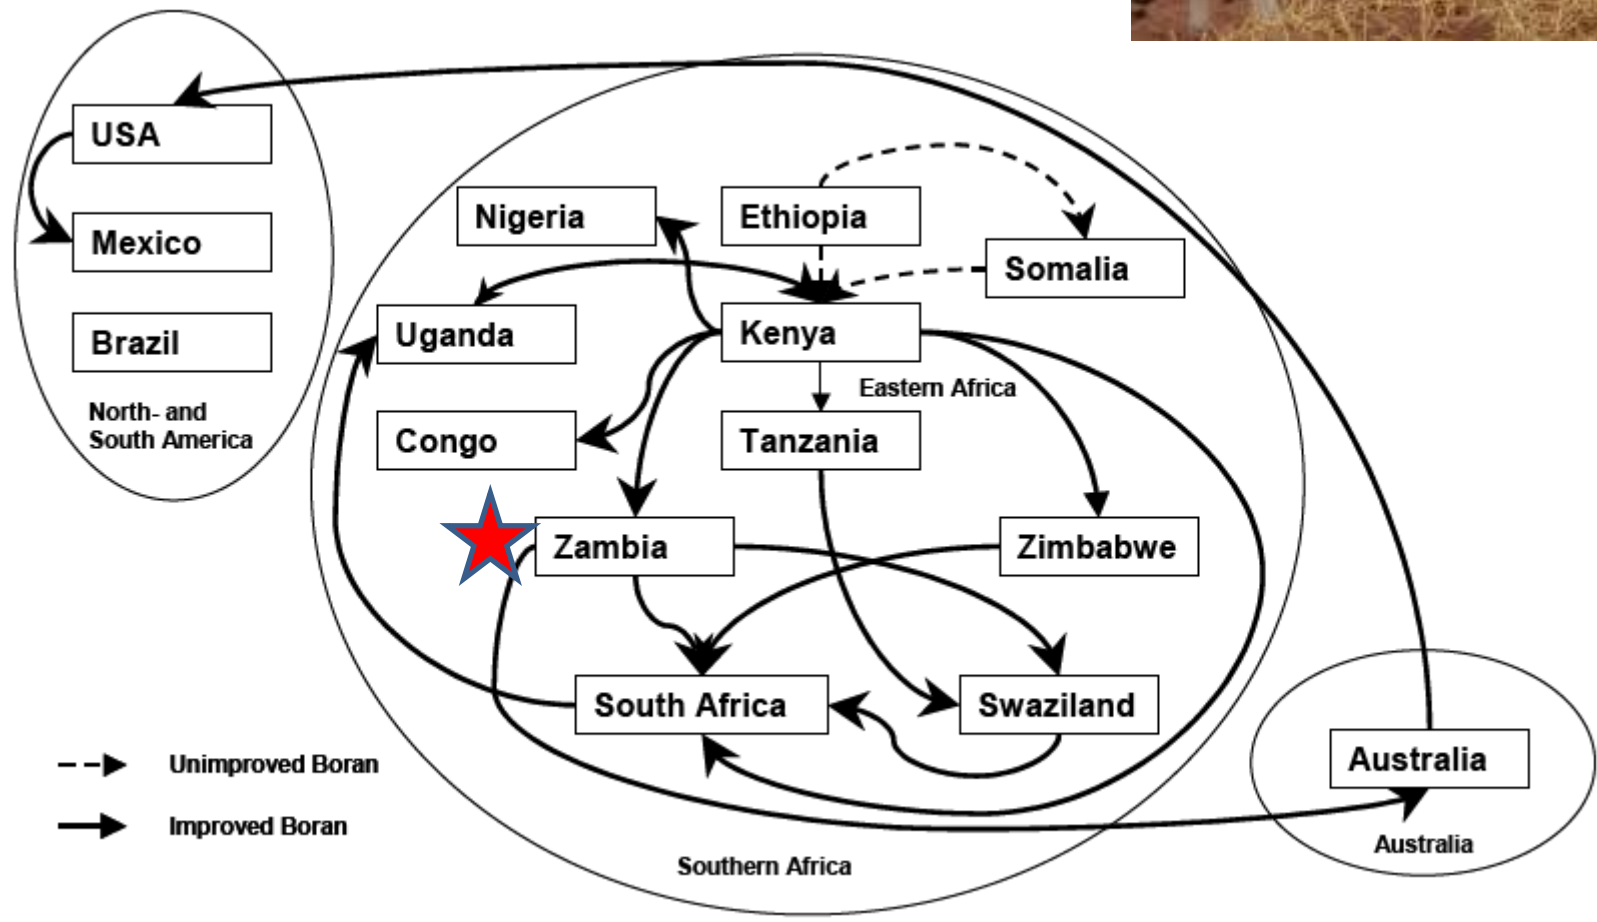 USA
Mexico
Brazil
North- and
South America
Nigeria
Ethiopia
Somalia
Uganda
Kenya
Eastern Africa
Congo
Tanzania
Zambia
Zimbabwe
South Africa
Swaziland
Southern Africa
Australia
Australia
Unimproved Boran
Improved Boran